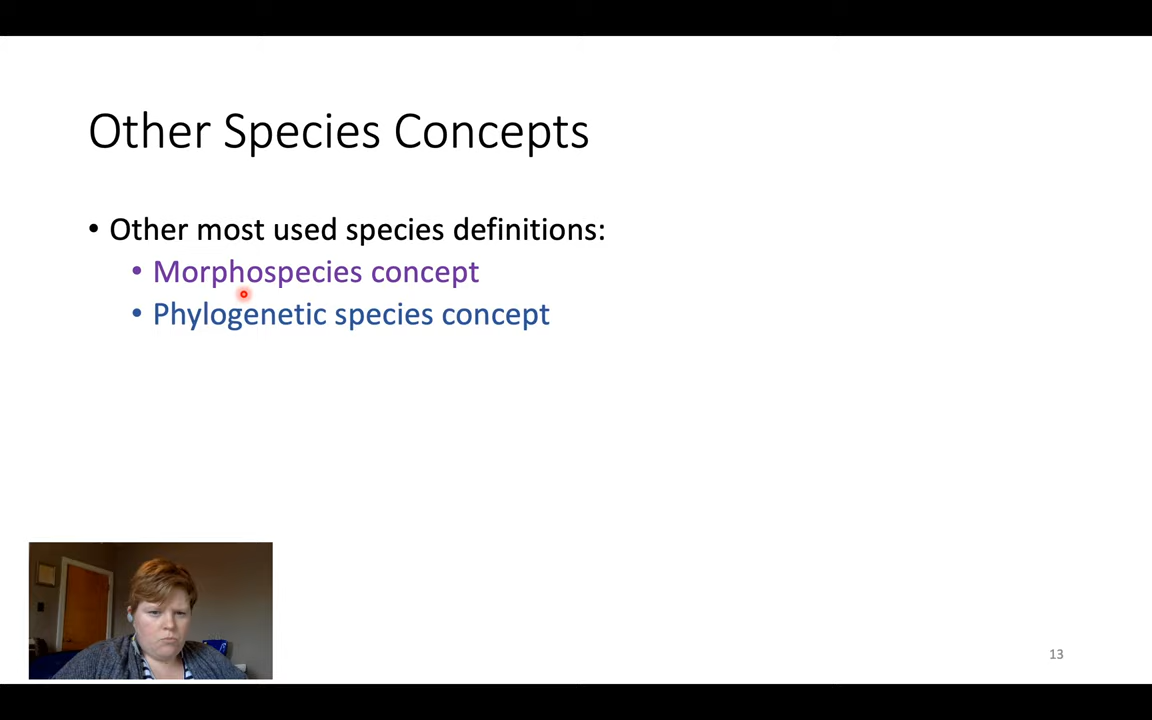 Other Species Concepts
• Other most used species definitions:
• Morphospecies concept
• Phylogenetic species concept
13